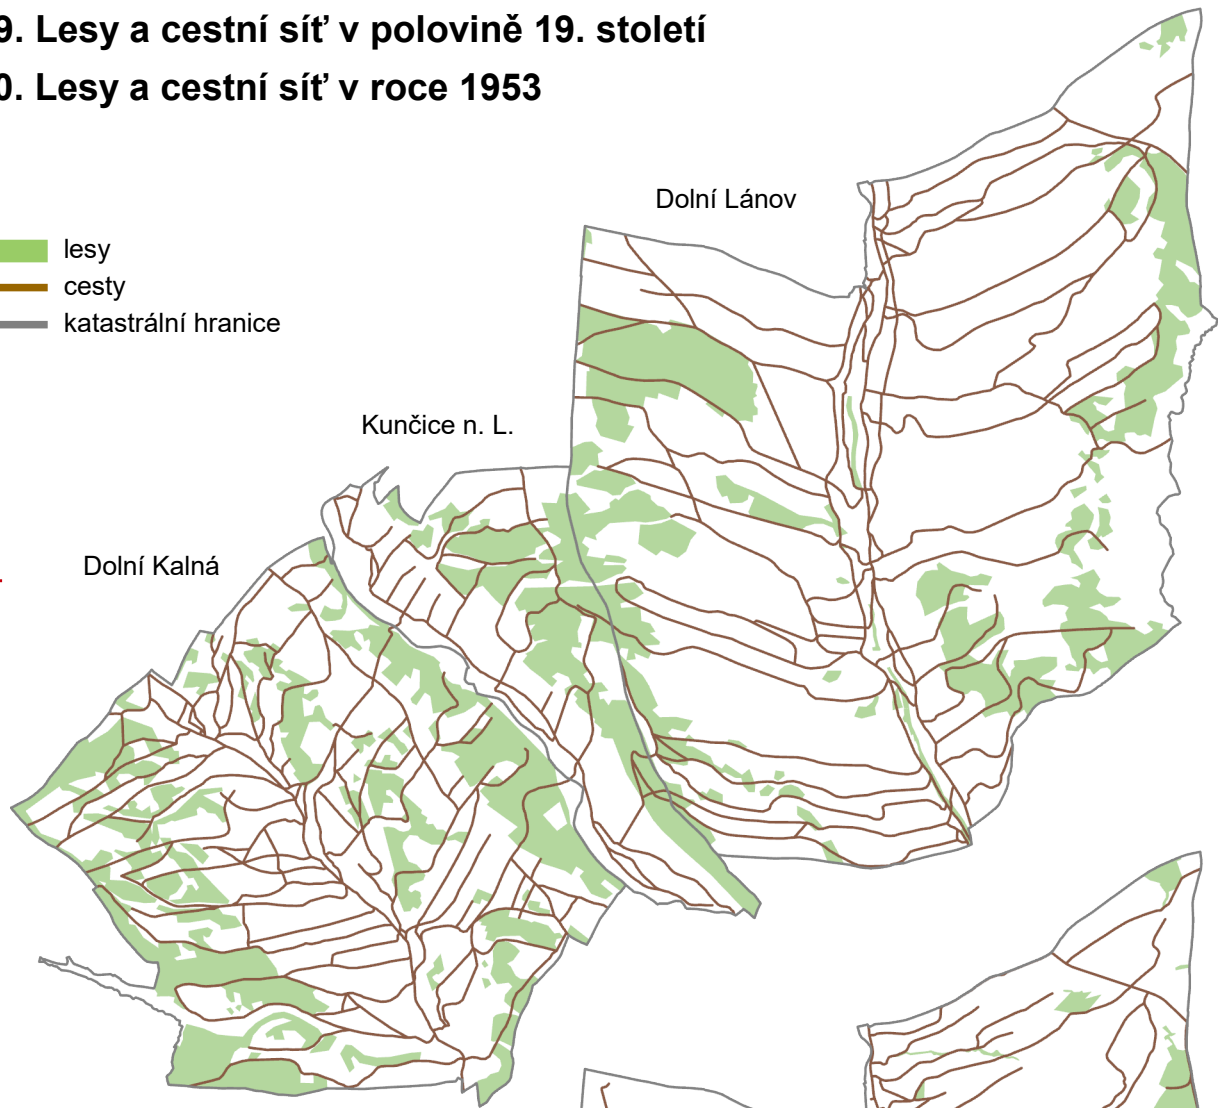 9. Lesy a cestní síť v polovině 19. století
0. Lesy a cestní síť v roce 1953
Dolní Lánov
lesy
cesty
katastrální hranice
Kunčice n. L.
Dolní Kalná